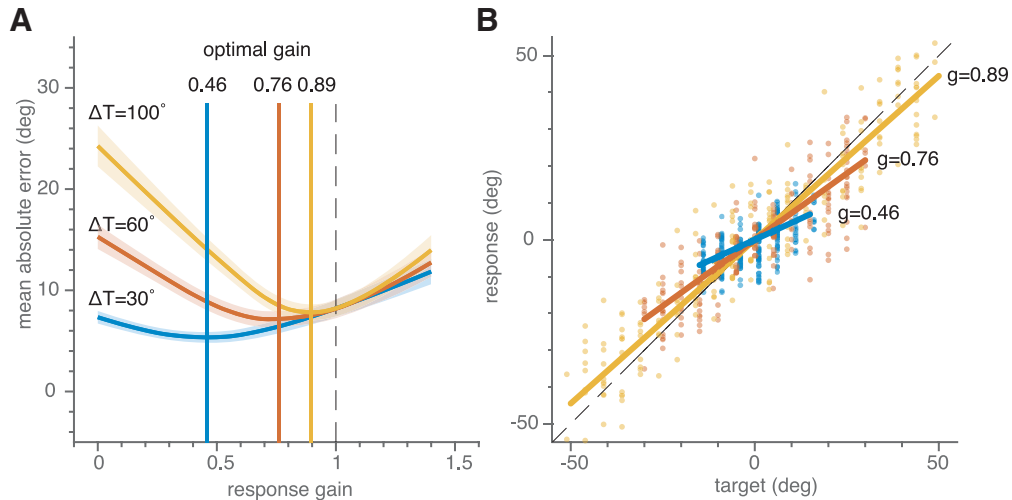 A
optimal gain
0.46 0.76 0.89
ΔT=100°
ΔT=60°
ΔT=30°
mean absolute error (deg)
30
20
10
0
0 0.5 1 1.5
response gain
B
g=0.89
g=0.76
g=0.46
response (deg)
50
0
-50
-50 0 50
target (deg)